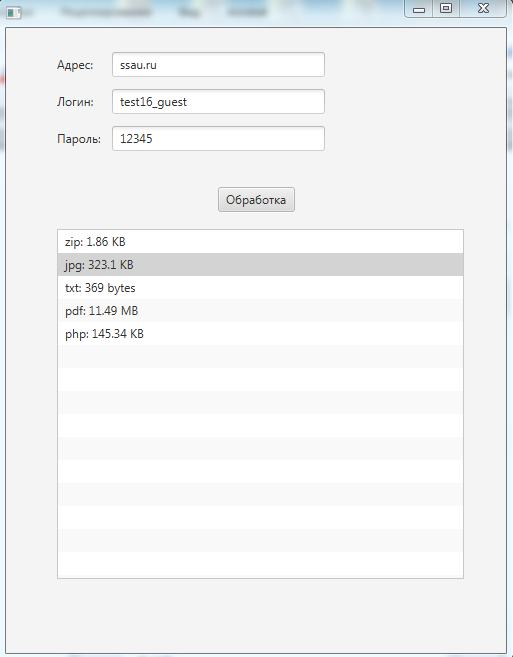 Адрес: ssau.ru
Логин: test16_guest
Пароль: 12345
Обработка
zip: 1.86 KB
jpg: 323.1 KB
txt: 369 bytes
pdf: 11.49 MB
php: 145.34 KB